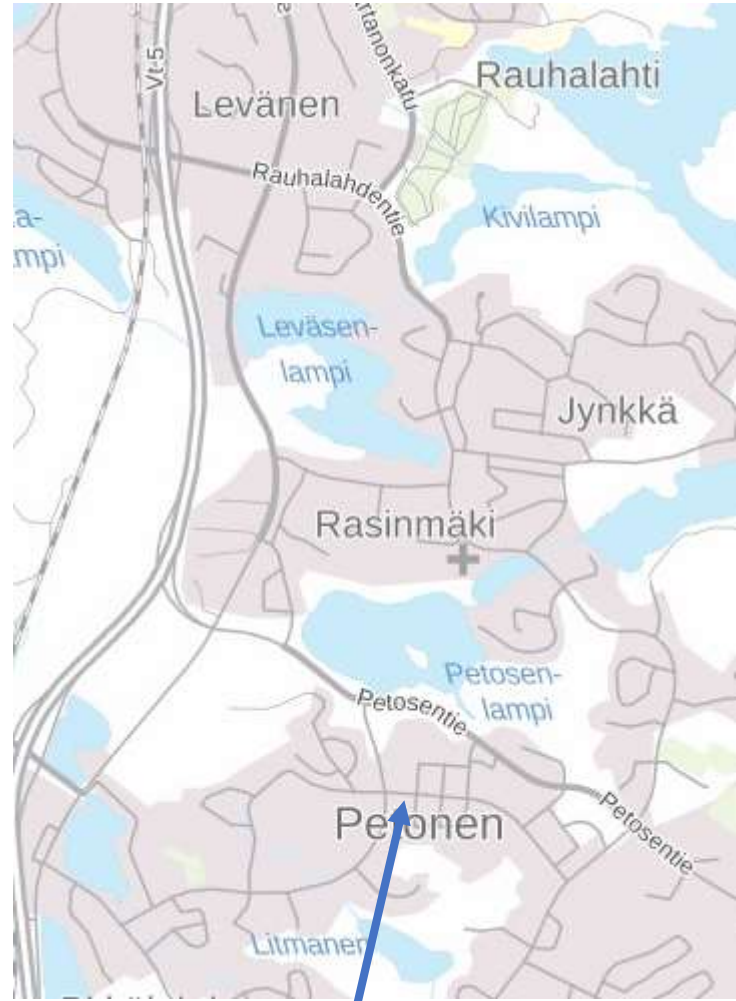 Vt 5
Levänen
Rauhalahti
Rauhalahdentie
Kivilampi
Leväsen-
lampi
Jynkkä
Rasinmäki
Petosen-
lampi
Petosentie
Petonen
Petosentie
Litmanen